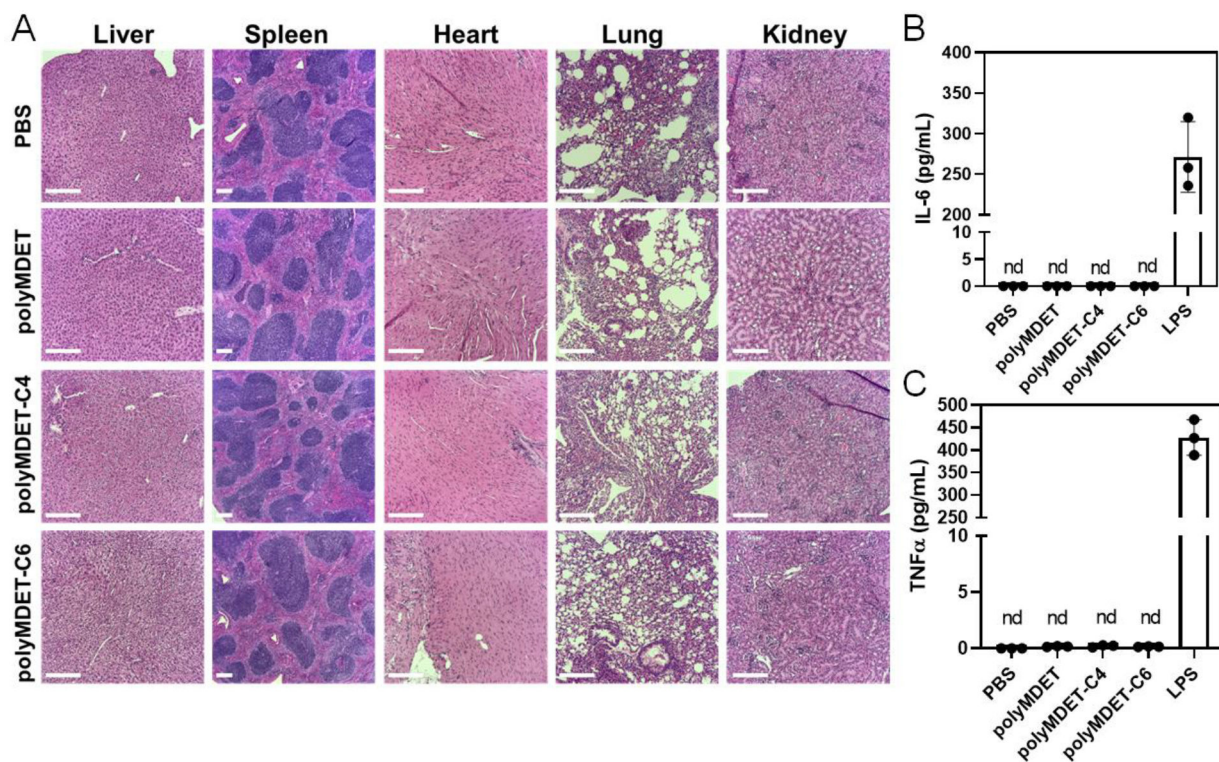 A
Liver Spleen Heart Lung Kidney
PBS
polyMDET
polyMDET-C4
polyMDET-C6
B
IL-6 (pg/mL)
400
350
300
250
200
10
5
0
nd nd nd nd
PBS
polyMDET
polyMDET-C4
polyMDET-C6
LPS
C
TNFα (pg/mL)
500
450
400
350
300
250
10
5
0
nd nd nd nd
PBS
polyMDET
polyMDET-C4
polyMDET-C6
LPS